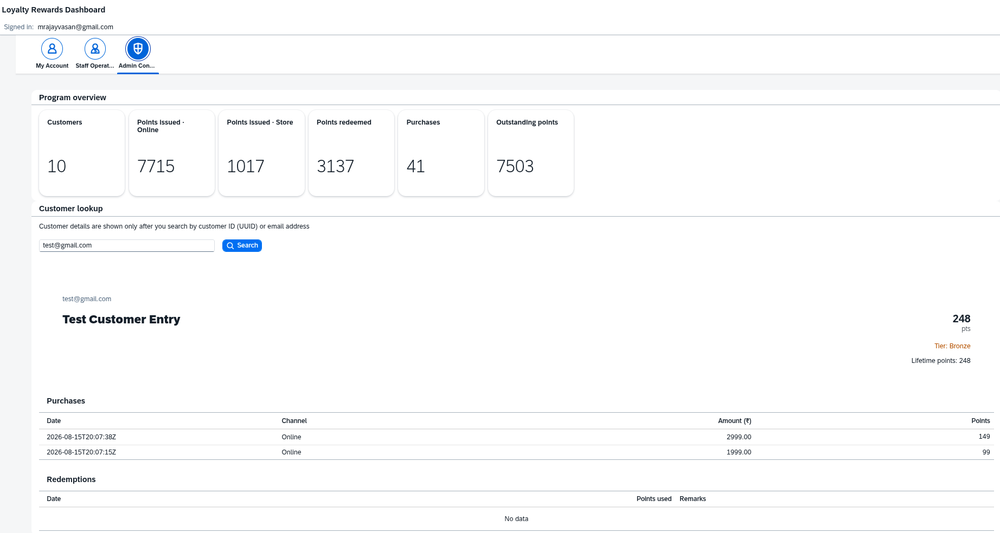 Loyalty Rewards Dashboard
Signed in: mrajayvasan@gmail.com
My Account Staff Operat... Admin Con...
Program overview
Customers
10
Points issued ·
Online
7715
Points issued · Store
1017
Points redeemed
3137
Purchases
41
Outstanding points
7503
Customer lookup
Customer details are shown only after you search by customer ID (UUID) or email address
test@gmail.com Search
test@gmail.com
Test Customer Entry
248
pts
Tier: Bronze
Lifetime points: 248
Purchases
Date Channel Amount (₹) Points
2026-08-15T20:07:38Z Online 2999.00 149
2026-08-15T20:07:15Z Online 1999.00 99
Redemptions
Date Points used Remarks
No data